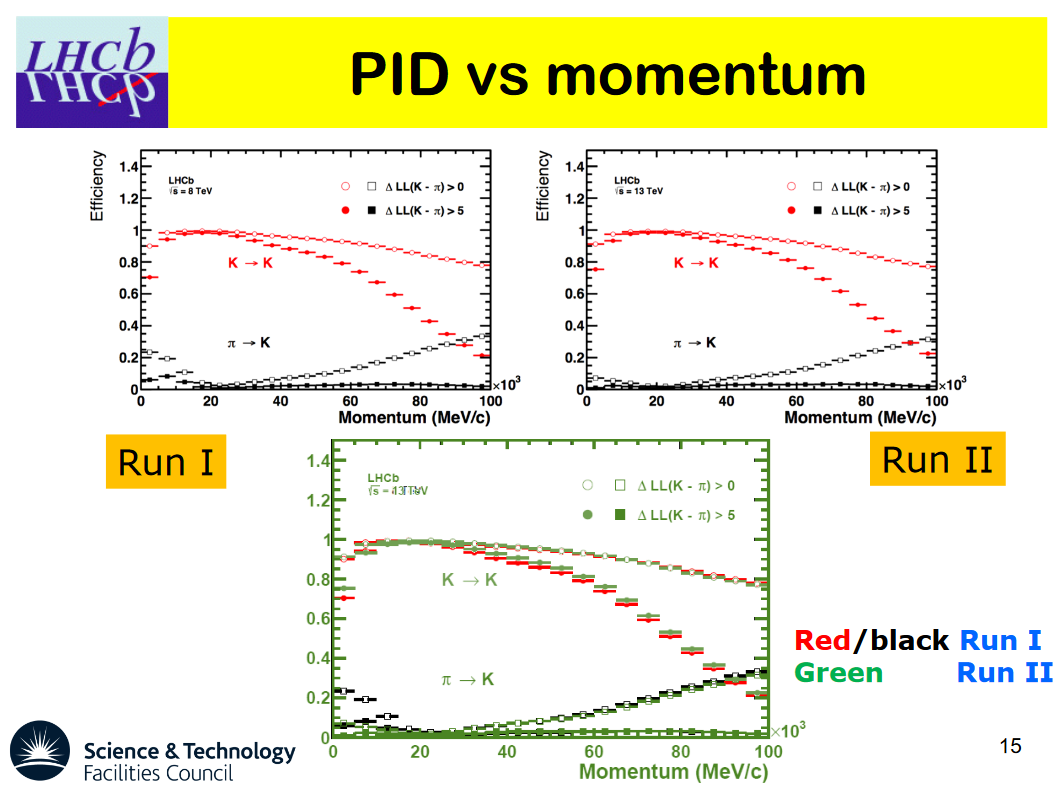 LHCb
LHCp
PID vs momentum
Efficiency
1.4
1.2
1
0.8
0.6
0.4
0.2
0
LHCb
√s = 8 TeV
Δ LL(K - π) > 0
Δ LL(K - π) > 5
K → K
π → K
0 20 40 60 80 100
×10³
Momentum (MeV/c)
Efficiency
1.4
1.2
1
0.8
0.6
0.4
0.2
0
LHCb
√s = 13 TeV
Δ LL(K - π) > 0
Δ LL(K - π) > 5
K → K
π → K
0 20 40 60 80 100
×10³
Momentum (MeV/c)
Run I
Run II
1.4
1.2
1
0.8
0.6
0.4
0.2
0
LHCb
Δ LL(K - π) > 0
Δ LL(K - π) > 5
K → K
π → K
0 20 40 60 80 100
×10³
Momentum (MeV/c)
Red/black Run I
Green Run II
Science & Technology
Facilities Council
15